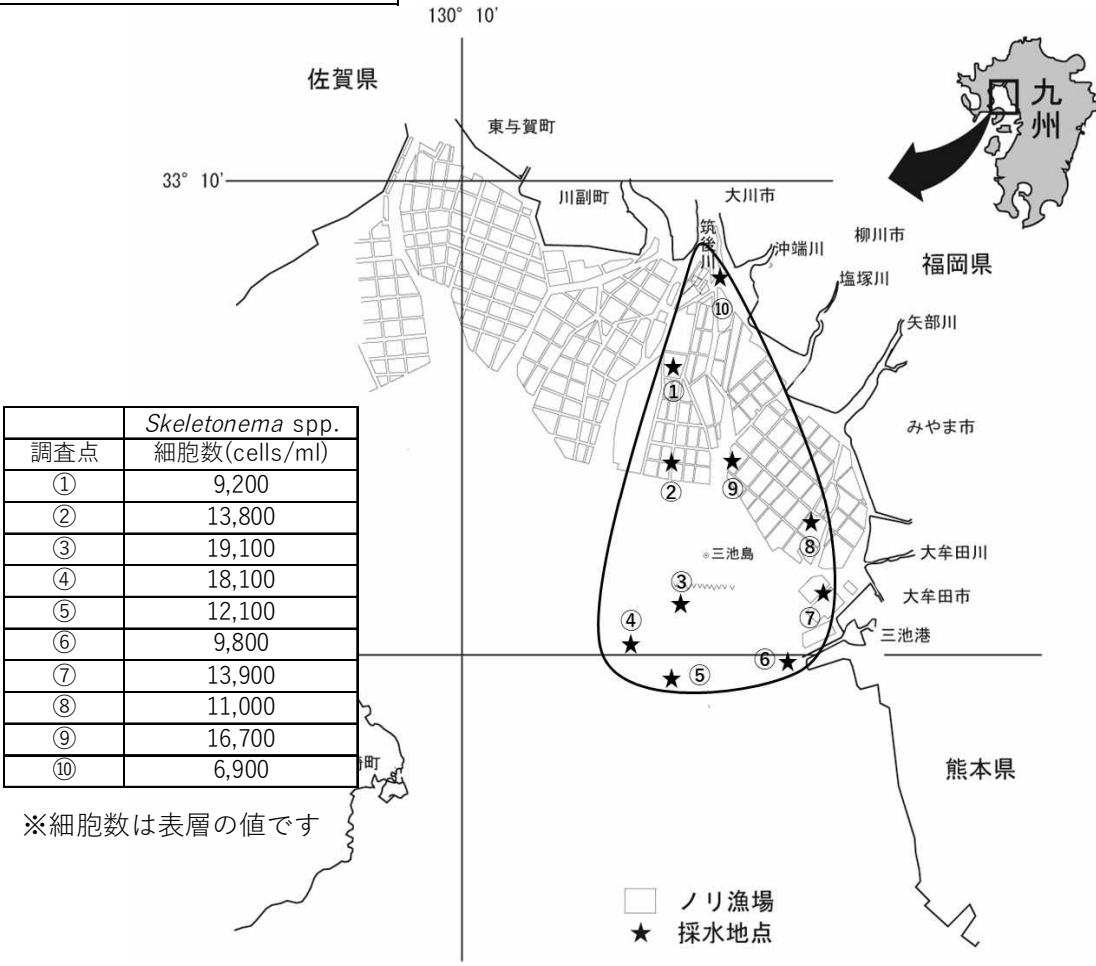 130° 10'
佐賀県
九州
東与賀町
33° 10'
川副町
大川市
筑後川
沖端川
柳川市
福岡県
塩塚川
⑩
矢部川
①
みやま市
②
⑨
⑧
三池島
大牟田川
③
大牟田市
④
⑦
三池港
⑥
⑤
熊本県
町
Skeletonema spp.
調査点 細胞数(cells/ml)
① 9,200
② 13,800
③ 19,100
④ 18,100
⑤ 12,100
⑥ 9,800
⑦ 13,900
⑧ 11,000
⑨ 16,700
⑩ 6,900
※細胞数は表層の値です
ノリ漁場
★ 採水地点